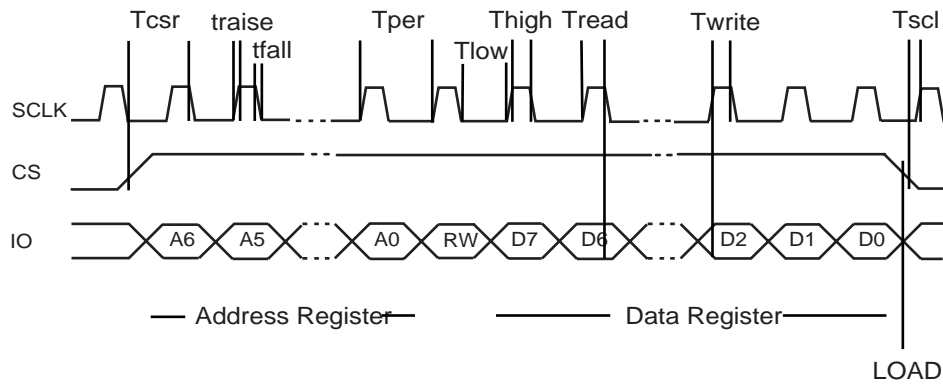 Tcsr traise Tper Thigh Tread Twrite Tscl
tfall Tlow
SCLK
CS
IO A6 A5 A0 RW D7 D6 D2 D1 D0
Address Register Data Register
LOAD